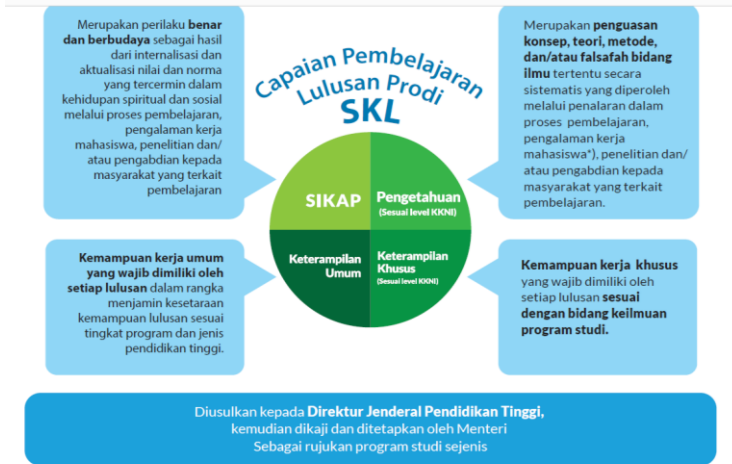 Merupakan perilaku benar
dan berbudaya sebagai hasil
dari internalisasi dan
aktualisasi nilai dan norma
yang tercermin dalam
kehidupan spiritual dan sosial
melalui proses pembelajaran,
pengalaman kerja
mahasiswa, penelitian dan/
atau pengabdian kepada
masyarakat yang terkait
pembelajaran
Capaian Pembelajaran
Lulusan Prodi
SKL
Merupakan penguasan
konsep, teori, metode,
dan/atau falsafah bidang
ilmu tertentu secara
sistematis yang diperoleh
melalui penalaran dalam
proses pembelajaran,
pengalaman kerja
mahasiswa*), penelitian dan/
atau pengabdian kepada
masyarakat yang terkait
pembelajaran.
SIKAP
Pengetahuan
(Sesuai level KKNI)
Keterampilan
Umum
Keterampilan
Khusus
(Sesuai level KKNI)
Kemampuan kerja umum
yang wajib dimiliki oleh
setiap lulusan dalam rangka
menjamin kesetaraan
kemampuan lulusan sesuai
tingkat program dan jenis
pendidikan tinggi.
Kemampuan kerja khusus
yang wajib dimiliki oleh
setiap lulusan sesuai
dengan bidang keilmuan
program studi.
Diusulkan kepada Direktur Jenderal Pendidikan Tinggi,
kemudian dikaji dan ditetapkan oleh Menteri
Sebagai rujukan program studi sejenis